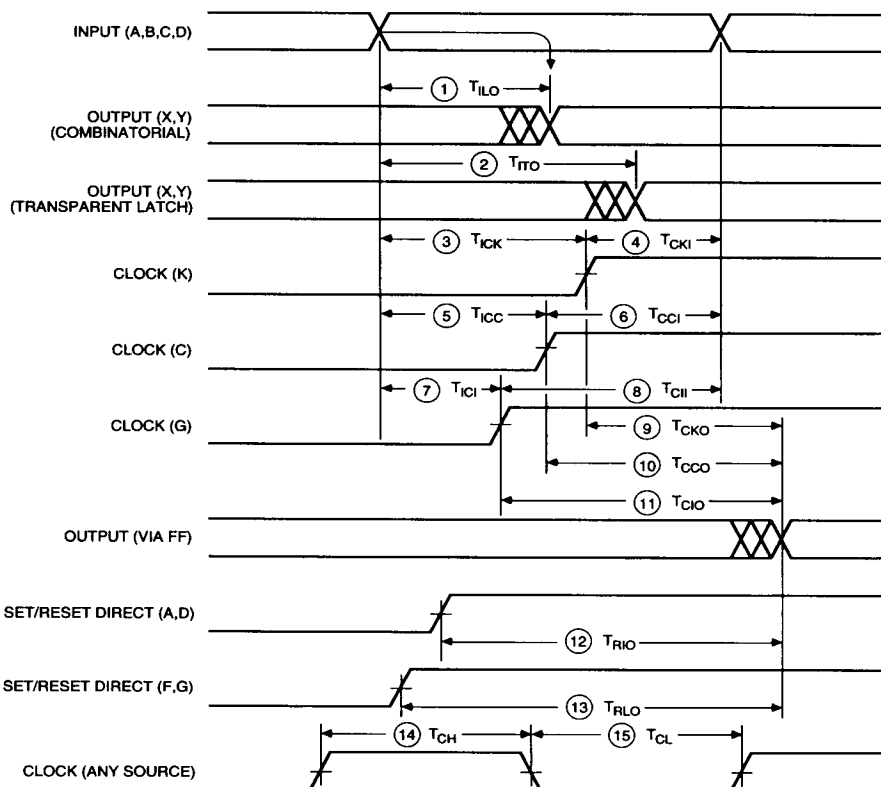 INPUT (A,B,C,D)
① T_ILO
OUTPUT (X,Y)
(COMBINATORIAL)
② T_ITO
OUTPUT (X,Y)
(TRANSPARENT LATCH)
③ T_ICK ④ T_CKI
CLOCK (K)
⑤ T_ICC ⑥ T_CCI
CLOCK (C)
⑦ T_ICI ⑧ T_CII
CLOCK (G)
⑨ T_CKO
⑩ T_CCO
⑪ T_CIO
OUTPUT (VIA FF)
SET/RESET DIRECT (A,D)
⑫ T_RIO
SET/RESET DIRECT (F,G)
⑬ T_RLO
⑭ T_CH ⑮ T_CL
CLOCK (ANY SOURCE)